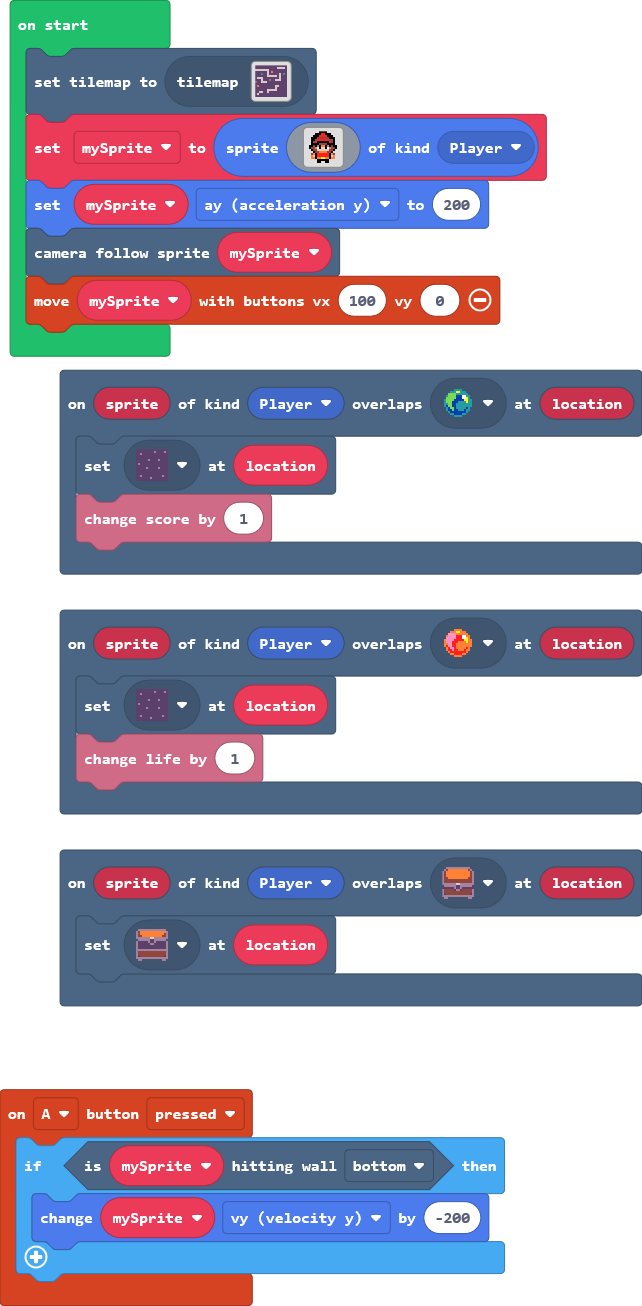 on start
set tilemap to tilemap
set mySprite to sprite of kind Player
set mySprite ay (acceleration y) to 200
camera follow sprite mySprite
move mySprite with buttons vx 100 vy 0
on sprite of kind Player overlaps at location
set at location
change score by 1
on sprite of kind Player overlaps at location
set at location
change life by 1
on sprite of kind Player overlaps at location
set at location
on A button pressed
if is mySprite hitting wall bottom then
change mySprite vy (velocity y) by -200